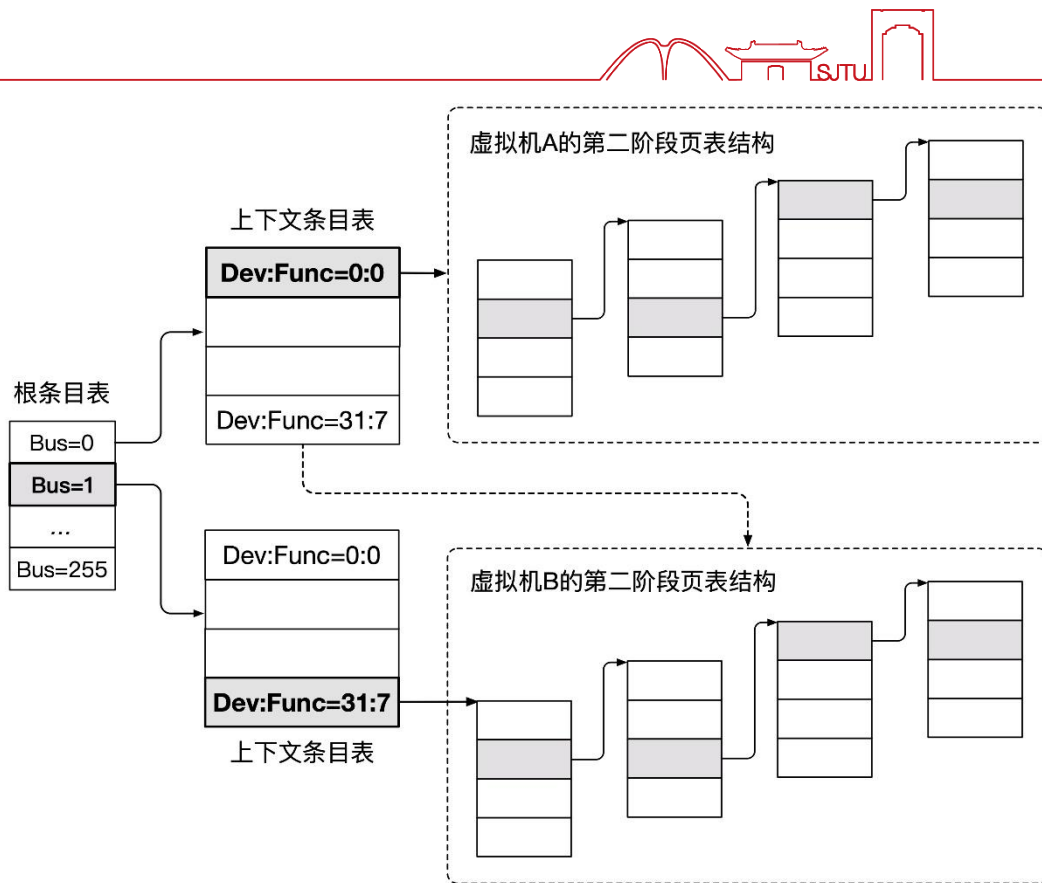 SJTU
虚拟机A的第二阶段页表结构
上下文条目表
Dev:Func=0:0
Dev:Func=31:7
根条目表
Bus=0
Bus=1
...
Bus=255
Dev:Func=0:0
Dev:Func=31:7
上下文条目表
虚拟机B的第二阶段页表结构